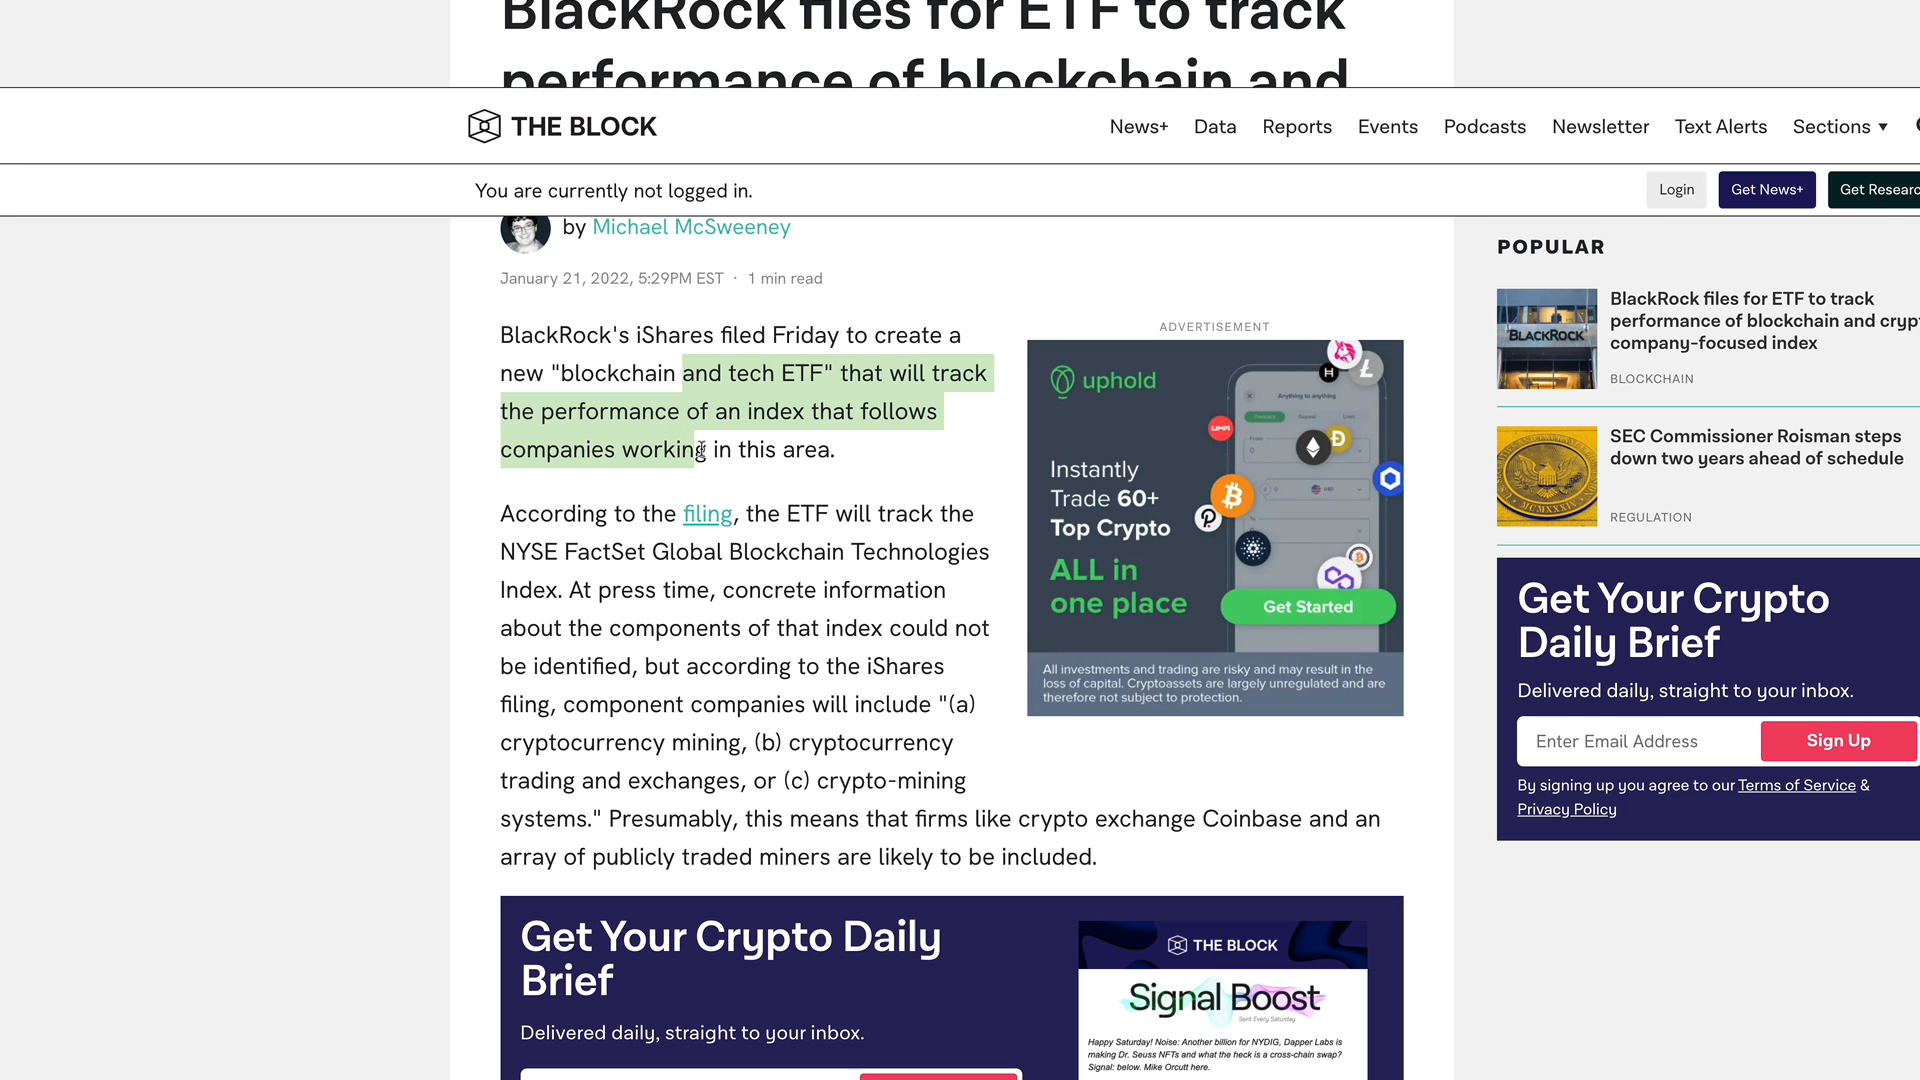 BlackRock files for ETF to track
performance of blockchain and
THE BLOCK
News+ Data Reports Events Podcasts Newsletter Text Alerts Sections ▼
You are currently not logged in.
Login Get News+ Get Researc
by Michael McSweeney
January 21, 2022, 5:29PM EST · 1 min read
BlackRock's iShares filed Friday to create a
new "blockchain and tech ETF" that will track
the performance of an index that follows
companies working in this area.
According to the filing, the ETF will track the
NYSE FactSet Global Blockchain Technologies
Index. At press time, concrete information
about the components of that index could not
be identified, but according to the iShares
filing, component companies will include "(a)
cryptocurrency mining, (b) cryptocurrency
trading and exchanges, or (c) crypto-mining
systems." Presumably, this means that firms like crypto exchange Coinbase and an
array of publicly traded miners are likely to be included.
ADVERTISEMENT
uphold
Anything to anything
UMA
Instantly
Trade 60+
Top Crypto
ALL in
one place
Get Started
All investments and trading are risky and may result in the
loss of capital. Cryptoassets are largely unregulated and are
therefore not subject to protection.
POPULAR
BLACKROCK
BlackRock files for ETF to track
performance of blockchain and cryp
company-focused index
BLOCKCHAIN
SEC Commissioner Roisman steps
down two years ahead of schedule
MCMXXXIV
REGULATION
Get Your Crypto
Daily Brief
Delivered daily, straight to your inbox.
Enter Email Address Sign Up
By signing up you agree to our Terms of Service &
Privacy Policy
Get Your Crypto Daily
Brief
Delivered daily, straight to your inbox.
THE BLOCK
Signal Boost
Sent Every Saturday
Happy Saturday! Noise: Another billion for NYDIG, Dapper Labs is
making Dr. Seuss NFTs and what the heck is a cross-chain swap?
Signal: below. Mike Orcutt here.